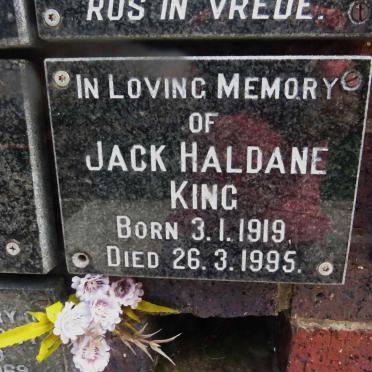 RUS IN VREDE.
IN LOVING MEMORY
OF
JACK HALDANE
KING
BORN 3.1.1919.
DIED 26.3.1995.